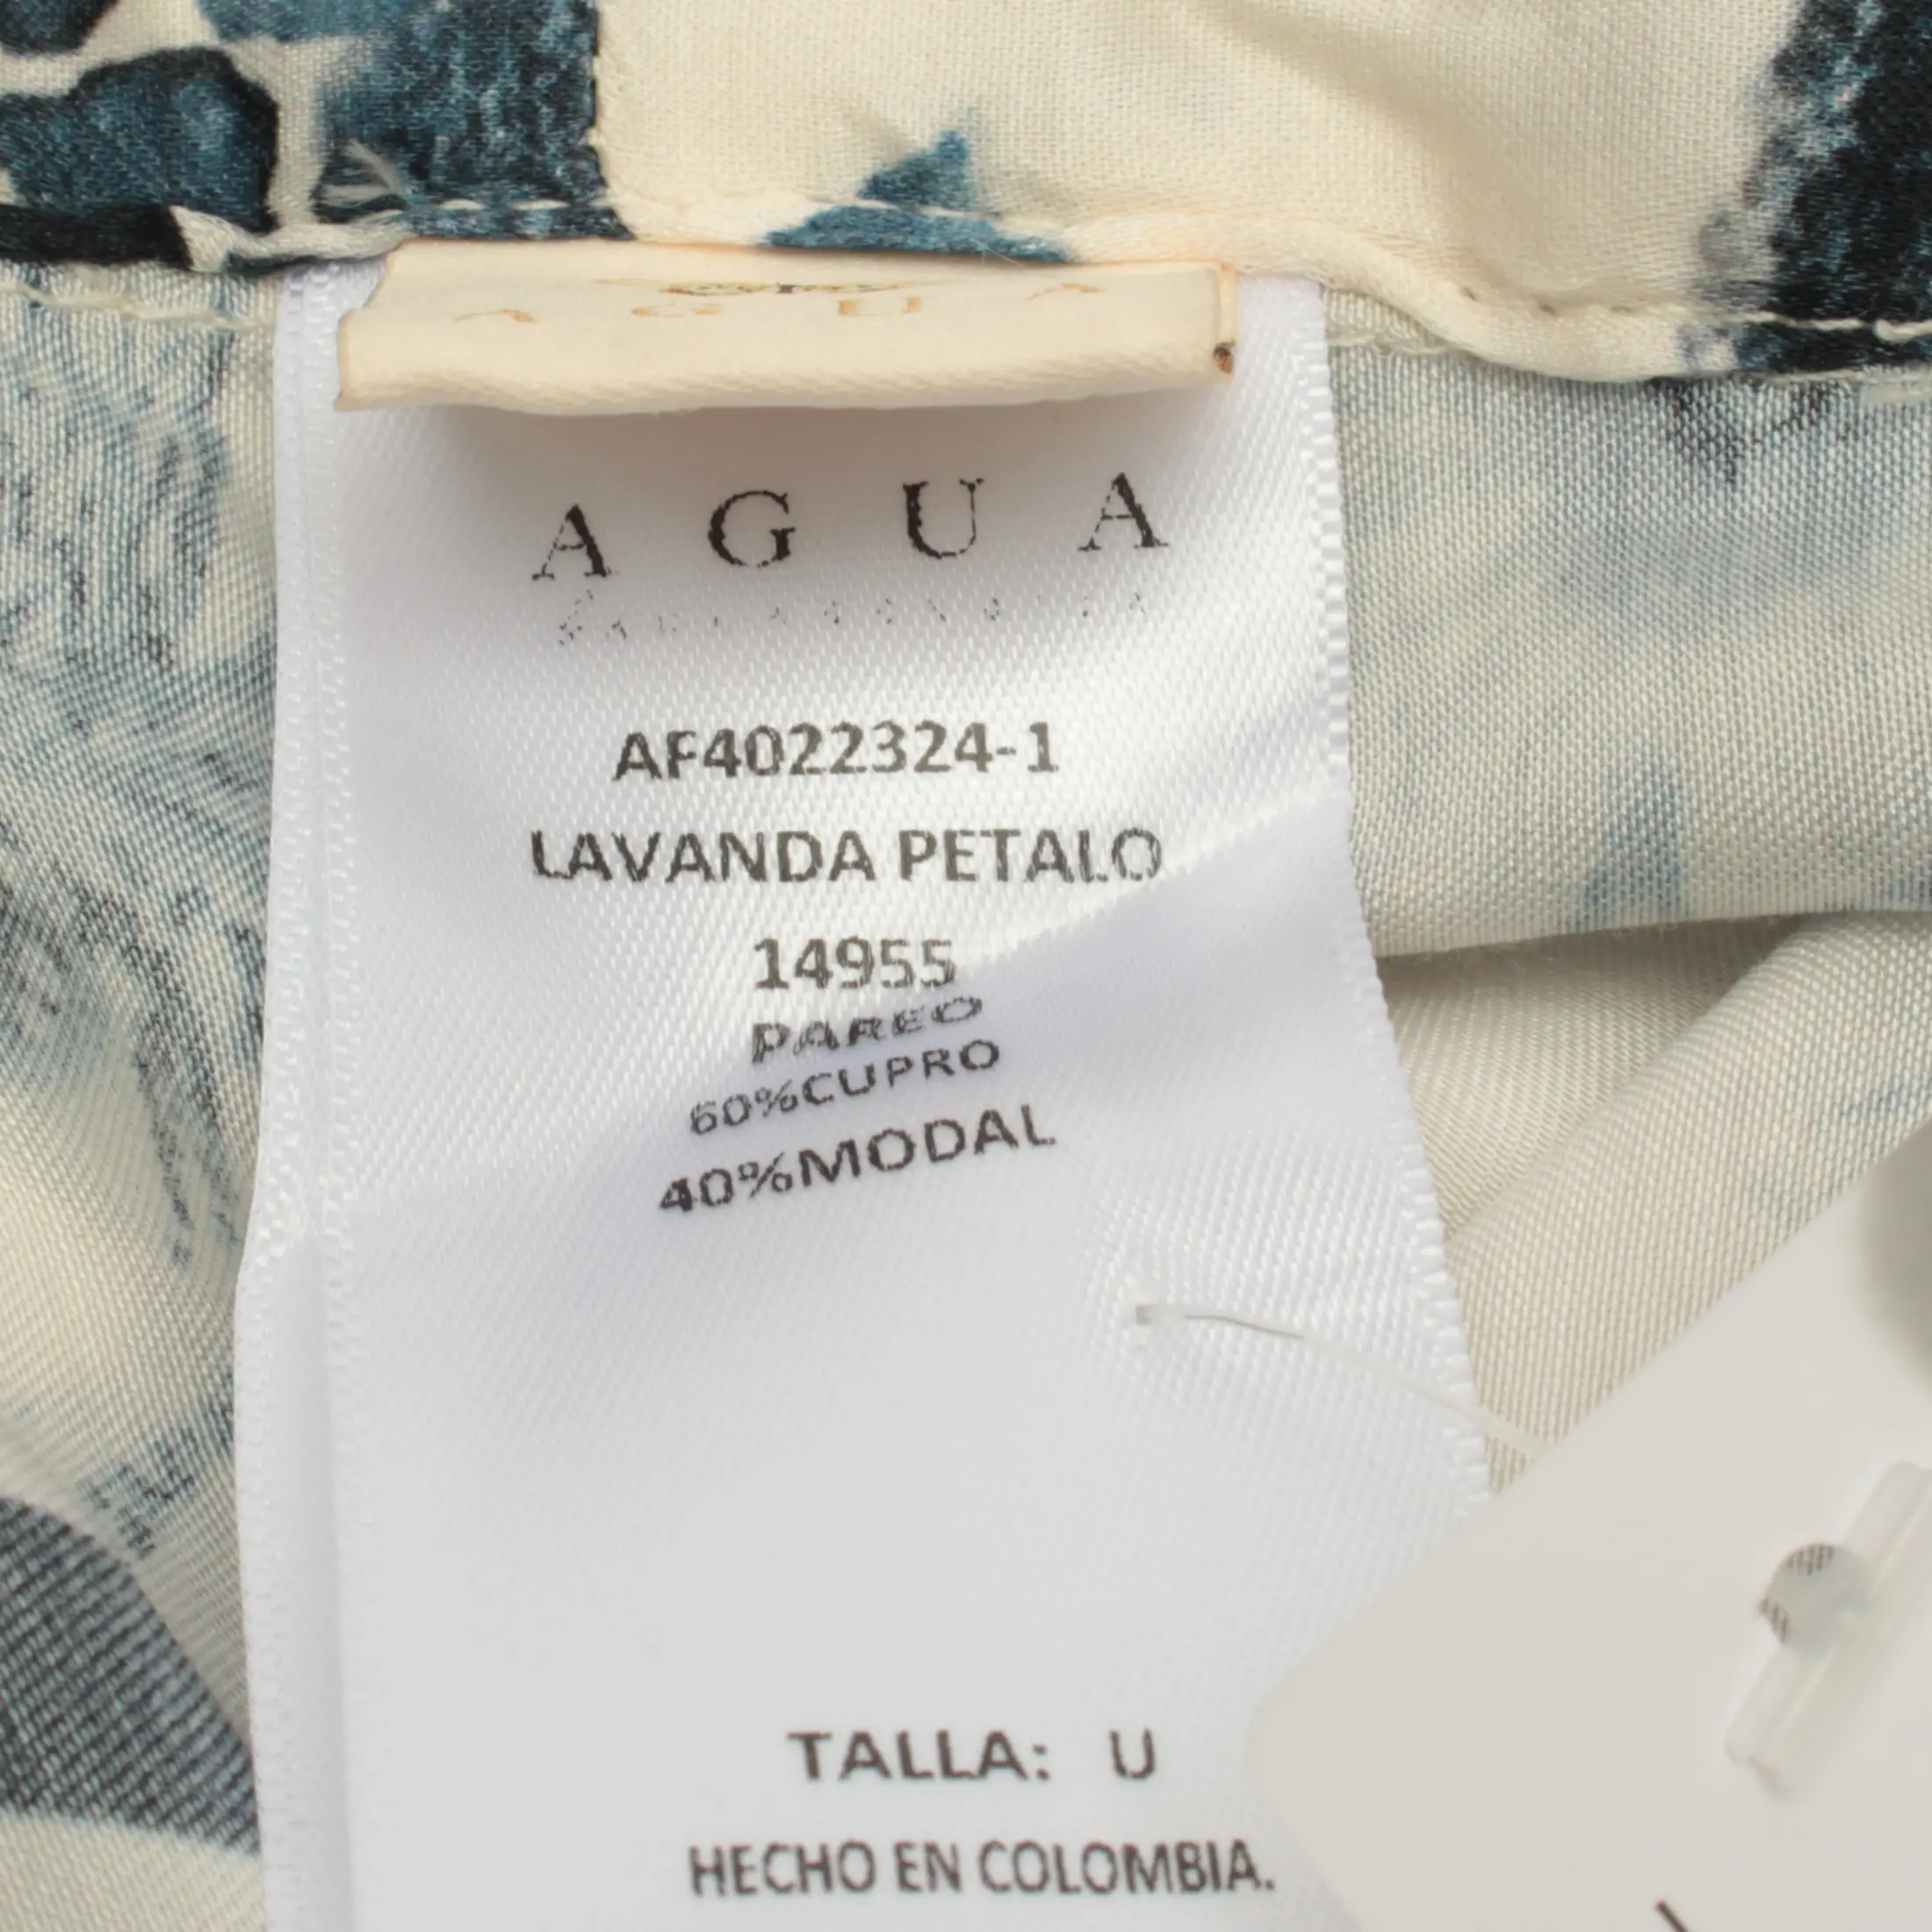 AGUA
AGUA
AF4022324-1
LAVANDA PETALO
14955
PAREO
60%CUPRO
40%MODAL
TALLA: U
HECHO EN COLOMBIA.